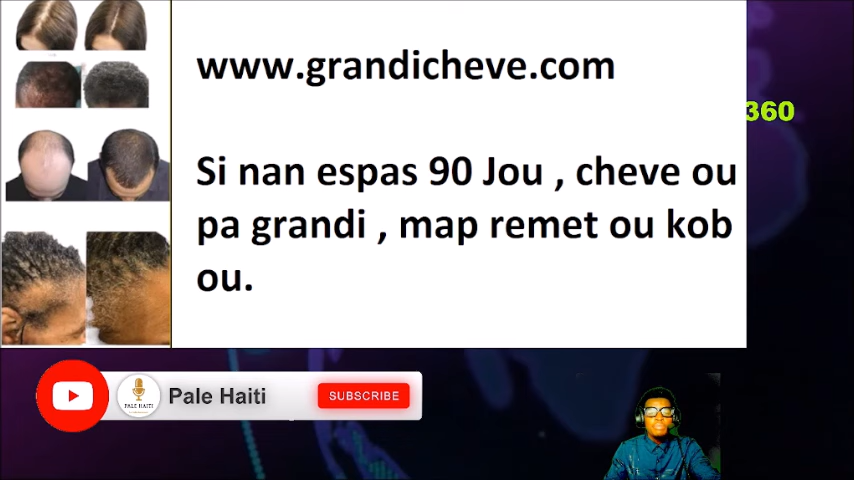 www.grandicheve.com
360
Si nan espas 90 Jou , cheve ou
pa grandi , map remet ou kob
ou.
PALE HAITI
Pale Haiti
SUBSCRIBE